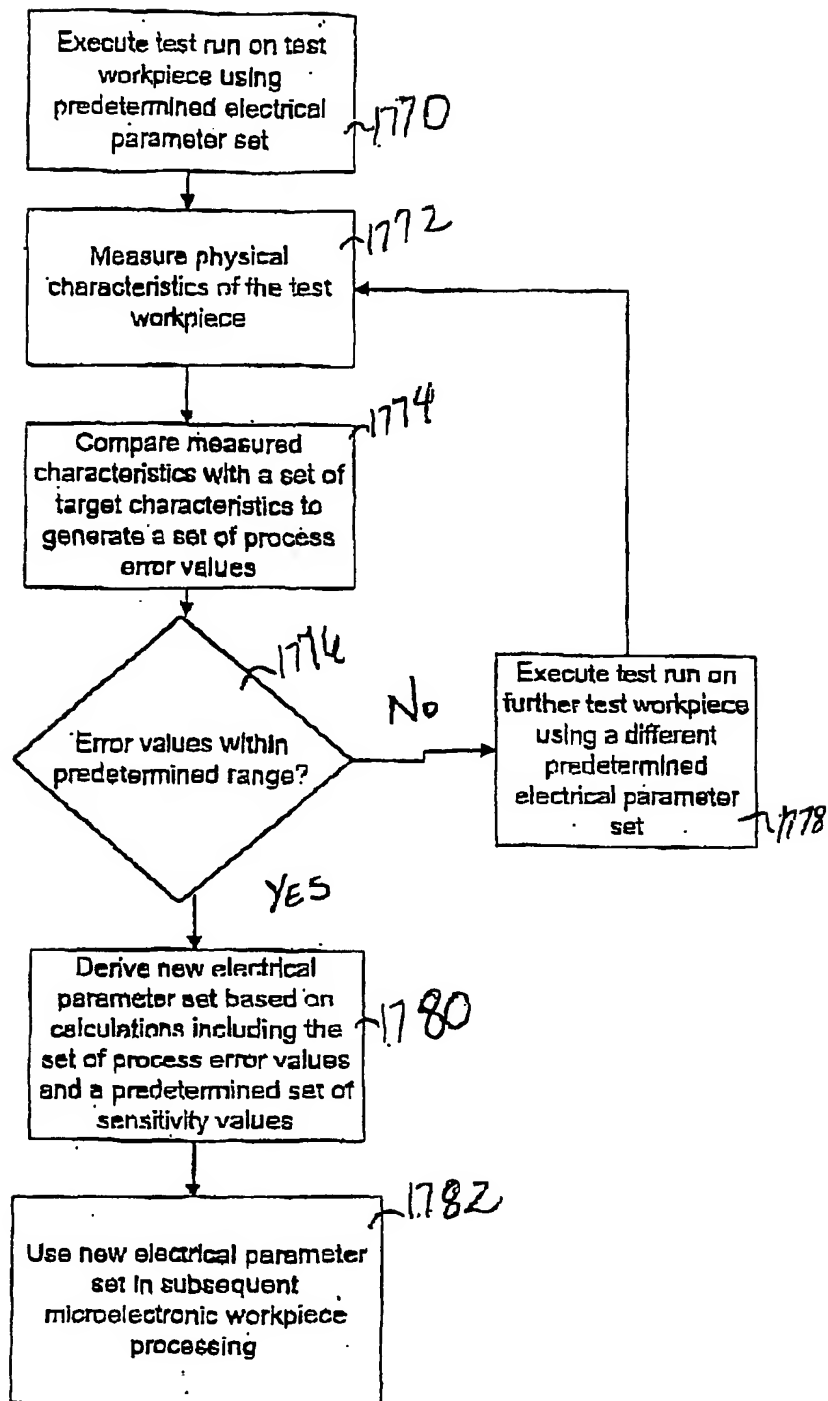 Execute test run on test
workpiece using
predetermined electrical
parameter set
1770
1772
Measure physical
characteristics of the test
workpiece
1774
Compare measured
characteristics with a set of
target characteristics to
generate a set of process
error values
1776
Error values within
predetermined range?
No
Execute test run on
further test workpiece
using a different
predetermined
electrical parameter
set
1778
YES
Derive new electrical
parameter set based on
calculations including the
set of process error values
and a predetermined set of
sensitivity values
1780
1782
Use new electrical parameter
set in subsequent
microelectronic workpiece
processing